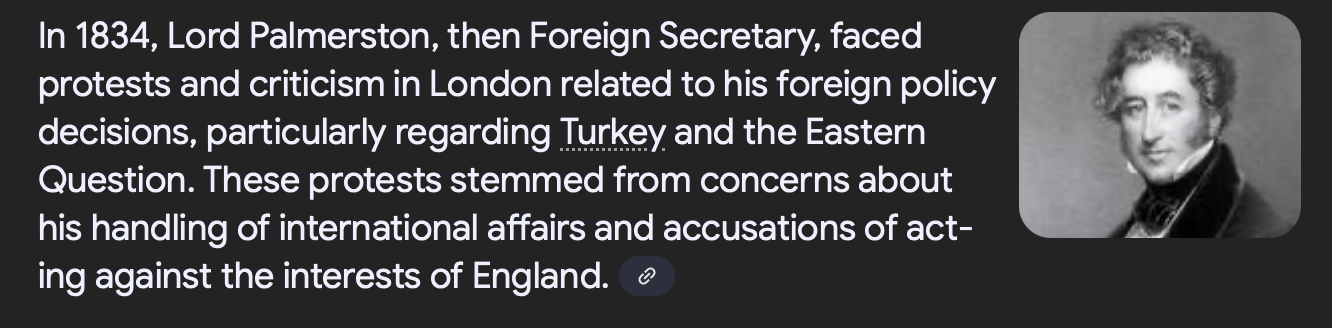 In 1834, Lord Palmerston, then Foreign Secretary, faced
protests and criticism in London related to his foreign policy
decisions, particularly regarding Turkey and the Eastern
Question. These protests stemmed from concerns about
his handling of international affairs and accusations of act-
ing against the interests of England.